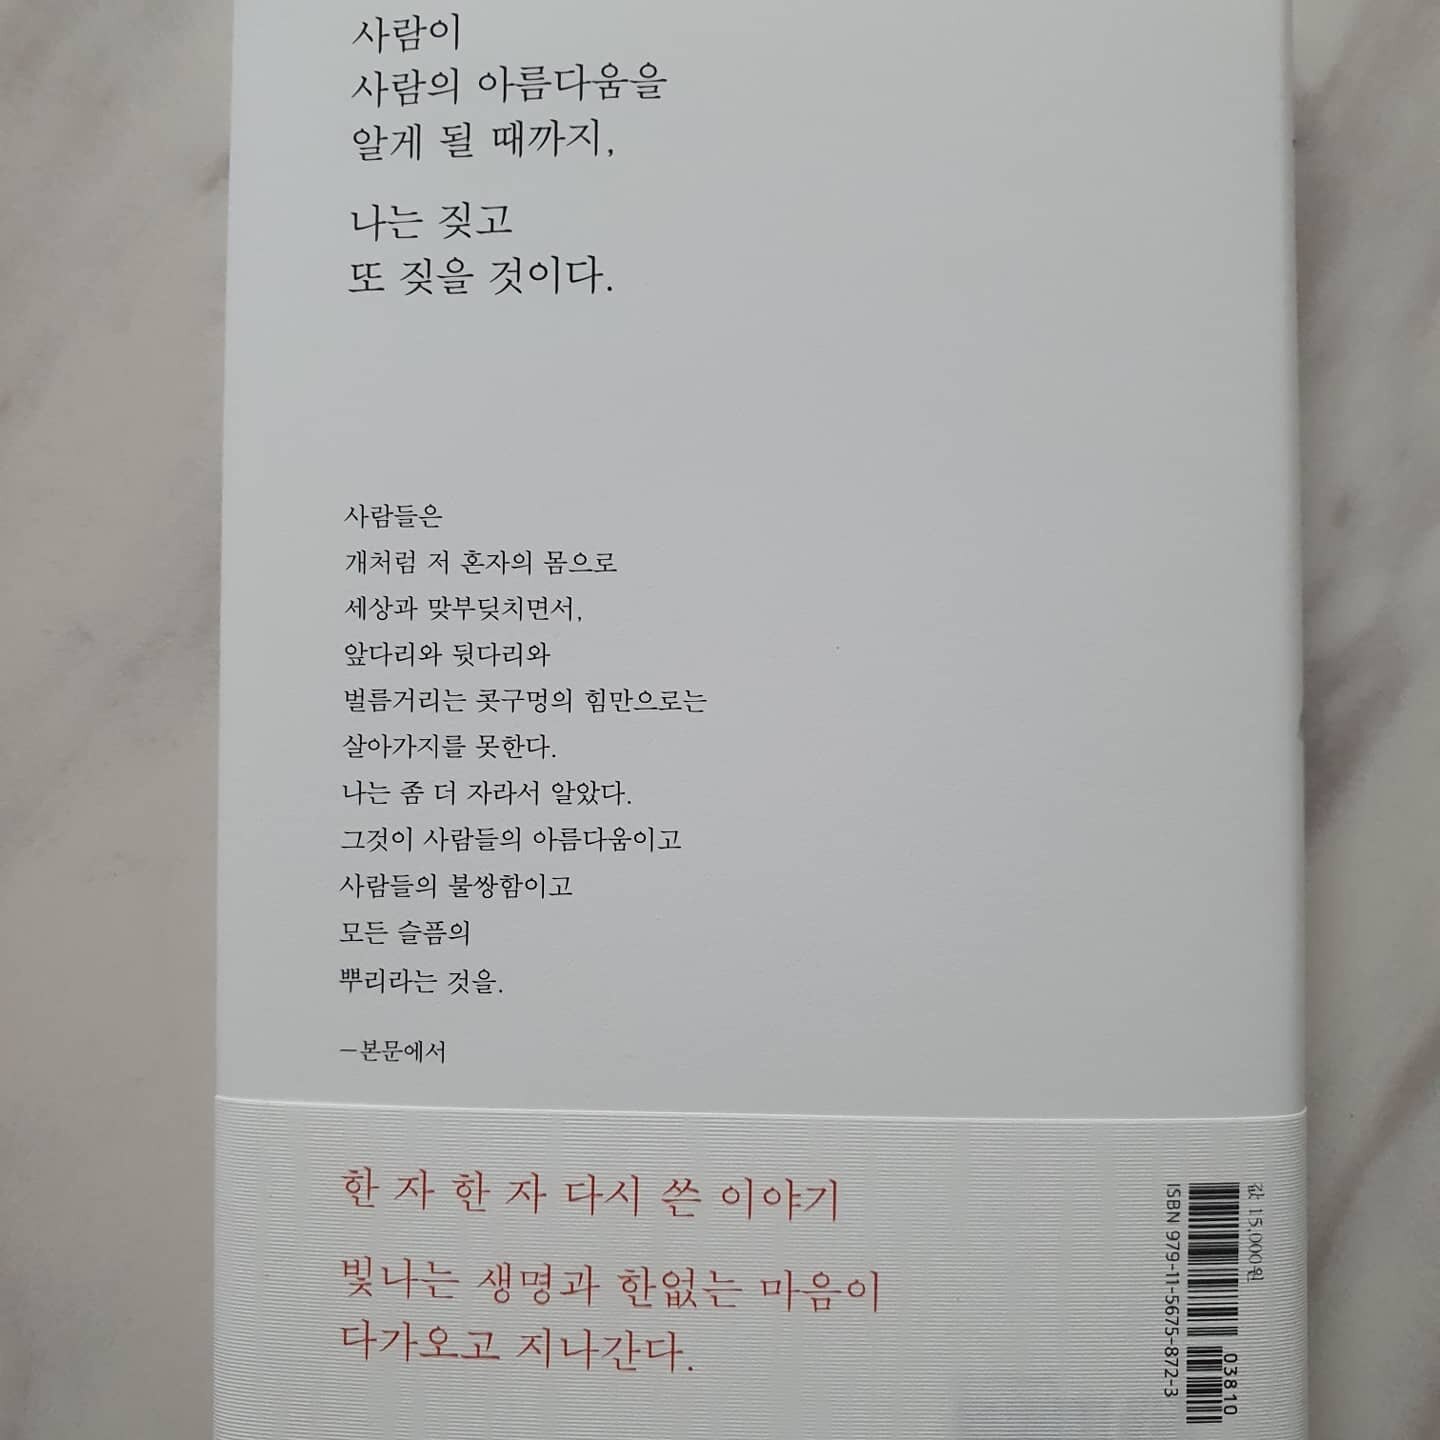 사람이
사람의 아름다움을
알게 될 때까지,
나는 짖고
또 짖을 것이다.
사람들은
개처럼 저 혼자의 몸으로
세상과 맞부딪치면서,
앞다리와 뒷다리와
벌름거리는 콧구멍의 힘만으로는
살아가지를 못한다.
나는 좀 더 자라서 알았다.
그것이 사람들의 아름다움이고
사람들의 불쌍함이고
모든 슬픔의
뿌리라는 것을.
—본문에서
한 자 한 자 다시 쓴 이야기
빛나는 생명과 한없는 마음이
다가오고 지나간다.
값 15,000원
03810
ISBN 979-11-5675-872-3